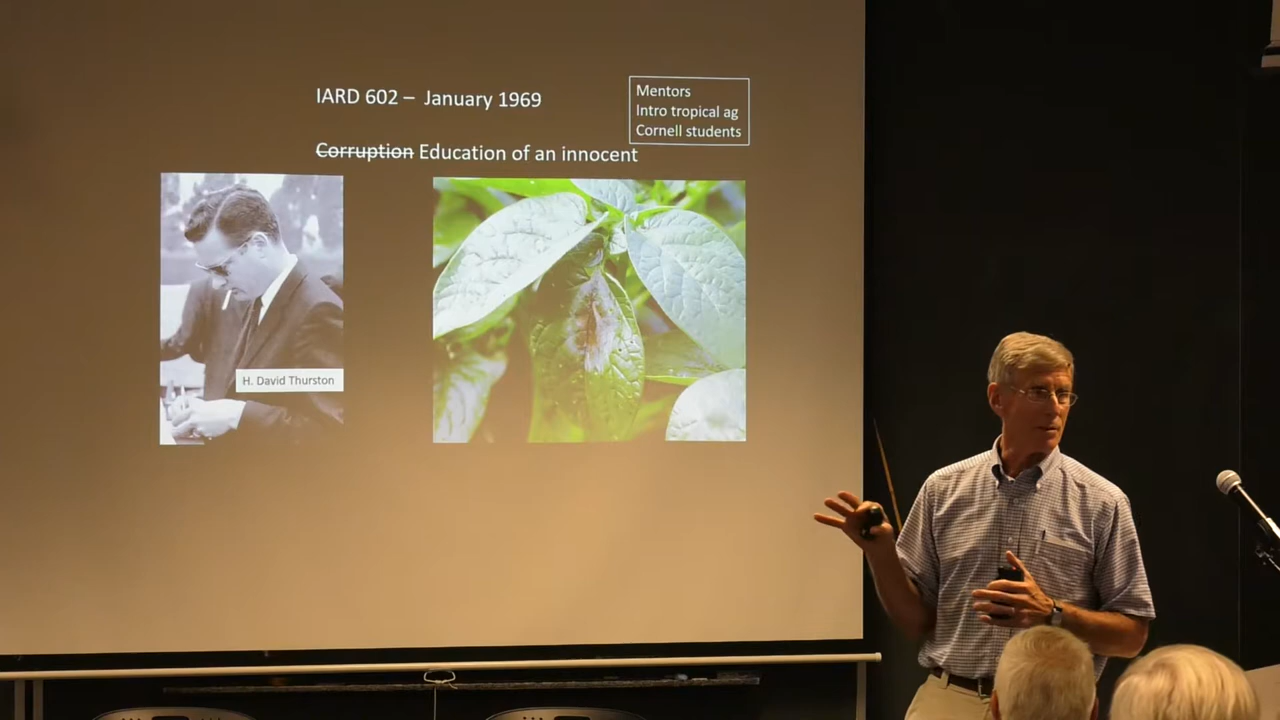 IARD 602 – January 1969
Mentors
Intro tropical ag
Cornell students
Corruption Education of an innocent
H. David Thurston